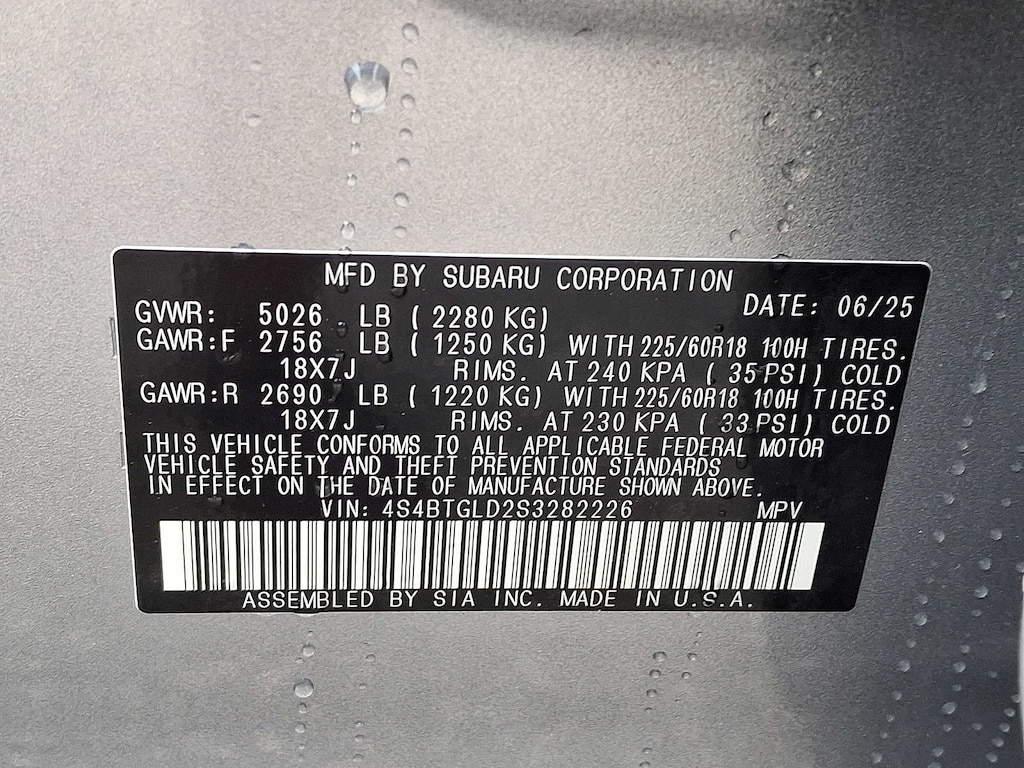 MFD BY SUBARU CORPORATION
GVWR: 5026 LB ( 2280 KG) DATE: 06/25
GAWR:F 2756 LB ( 1250 KG) WITH 225/60R18 100H TIRES.
18X7J RIMS. AT 240 KPA ( 35 PSI) COLD
GAWR:R 2690 LB ( 1220 KG) WITH 225/60R18 100H TIRES.
18X7J RIMS. AT 230 KPA ( 33 PSI) COLD
THIS VEHICLE CONFORMS TO ALL APPLICABLE FEDERAL MOTOR
VEHICLE SAFETY AND THEFT PREVENTION STANDARDS
IN EFFECT ON THE DATE OF MANUFACTURE SHOWN ABOVE.
VIN: 4S4BTGLD2S3282226 MPV
ASSEMBLED BY SIA INC. MADE IN U.S.A.